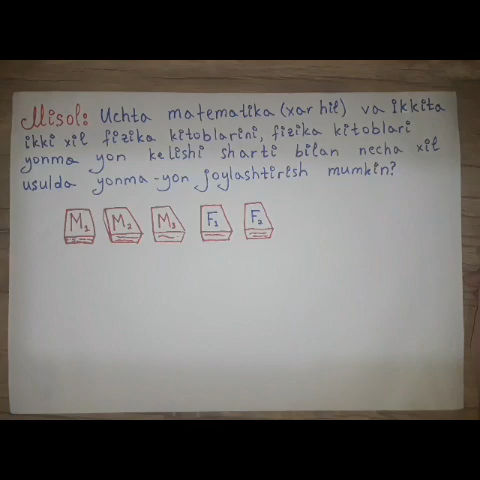 Misol: Uchta matematika (xar hil) va ikkita
ikki xil fizika kitoblarini, fizika kitoblari
yonma yon kelishi sharti bilan necha xil
usulda yonma-yon joylashtirish mumkin?
M1 M2 M3 F1 F2